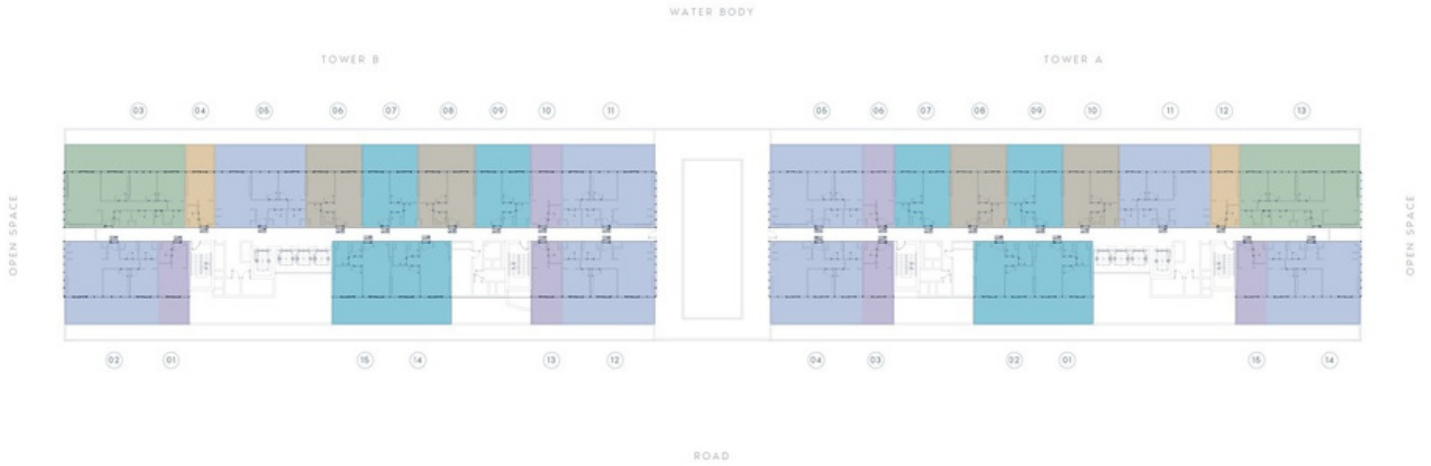 WATER BODY
TOWER B
TOWER A
03 04 05 06 07 08 09 10 11
05 06 07 08 09 10 11 12 13
OPEN SPACE
OPEN SPACE
02 01 15 14 13 12
04 03 02 01 15 14
ROAD